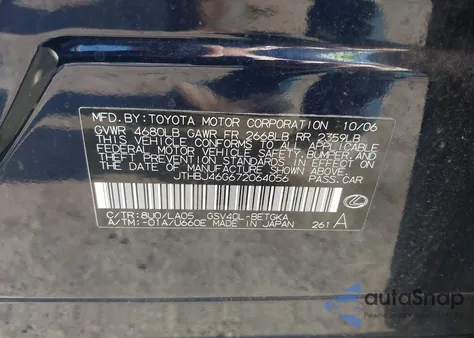 MFD.BY: TOYOTA MOTOR CORPORATION 10/06
GVWR 4680LB GAWR FR 2668LB RR 2359LB
THIS VEHICLE CONFORMS TO ALL APPLICABLE
FEDERAL MOTOR VEHICLE SAFETY, BUMPER, AND
THEFT PREVENTION STANDARDS IN EFFECT ON
THE DATE OF MANUFACTURE SHOWN ABOVE.
JTHBJ46G672064056 PASS.CAR
C/TR: 8U0/LA05 GSV40L-BETGKA
A/TM: -01A/U660E MADE IN JAPAN 261 A
autoSnap